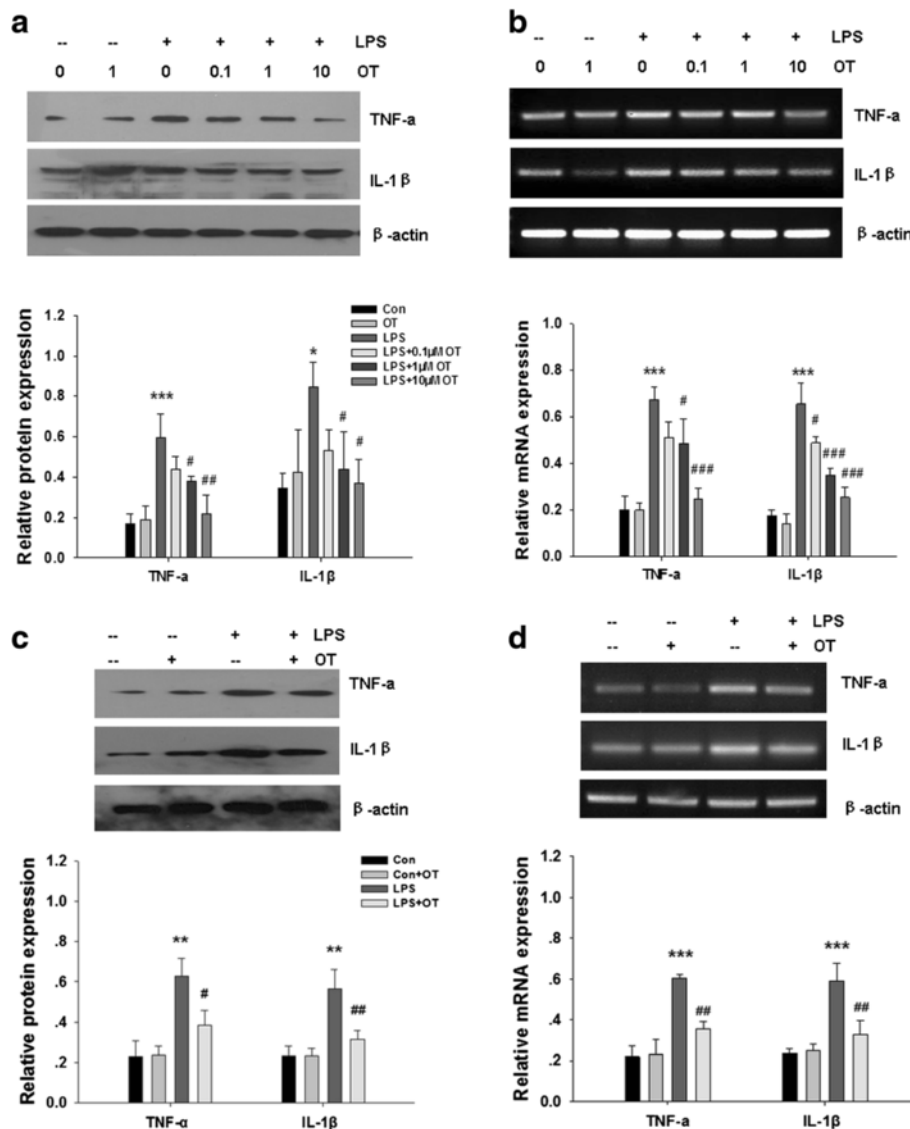 a
-- -- + + + + LPS
0 1 0 0.1 1 10 OT
TNF-a
IL-1 β
β-actin
Relative protein expression
1.2
1.0
0.8
0.6
0.4
0.2
0.0
Con
OT
LPS
LPS+0.1μM OT
LPS+1μM OT
LPS+10μM OT
*** # ## * # #
TNF-a IL-1β
b
-- -- + + + + LPS
0 1 0 0.1 1 10 OT
TNF-a
IL-1 β
β-actin
Relative mRNA expression
1.0
0.8
0.6
0.4
0.2
0.0
*** # ### *** # ### ###
TNF-a IL-1β
c
-- -- + + LPS
-- + -- + OT
TNF-a
IL-1 β
β-actin
Relative protein expression
1.2
1.0
.8
.6
.4
.2
0.0
Con
Con+OT
LPS
LPS+OT
** # ** ##
TNF-α IL-1β
d
-- -- + + LPS
-- + -- + OT
TNF-a
IL-1 β
β-actin
Relative mRNA expression
1.2
1.0
.8
.6
.4
.2
0.0
*** ## *** ##
TNF-a IL-1β